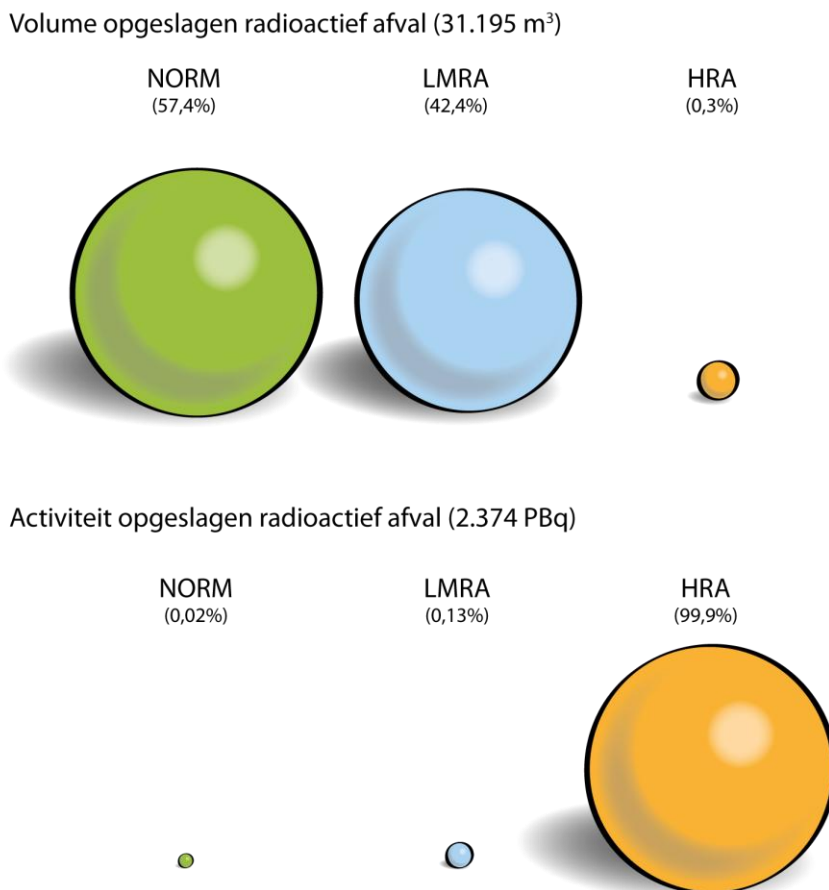 Volume opgeslagen radioactief afval (31.195 m³)
NORM LMRA HRA
(57,4%) (42,4%) (0,3%)
Activiteit opgeslagen radioactief afval (2.374 PBq)
NORM LMRA HRA
(0,02%) (0,13%) (99,9%)